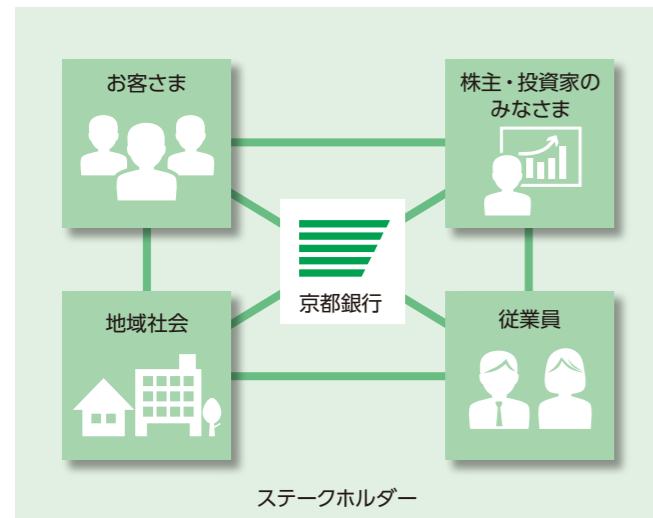 お客さま
株主・投資家の
みなさま
京都銀行
地域社会
従業員
ステークホルダー